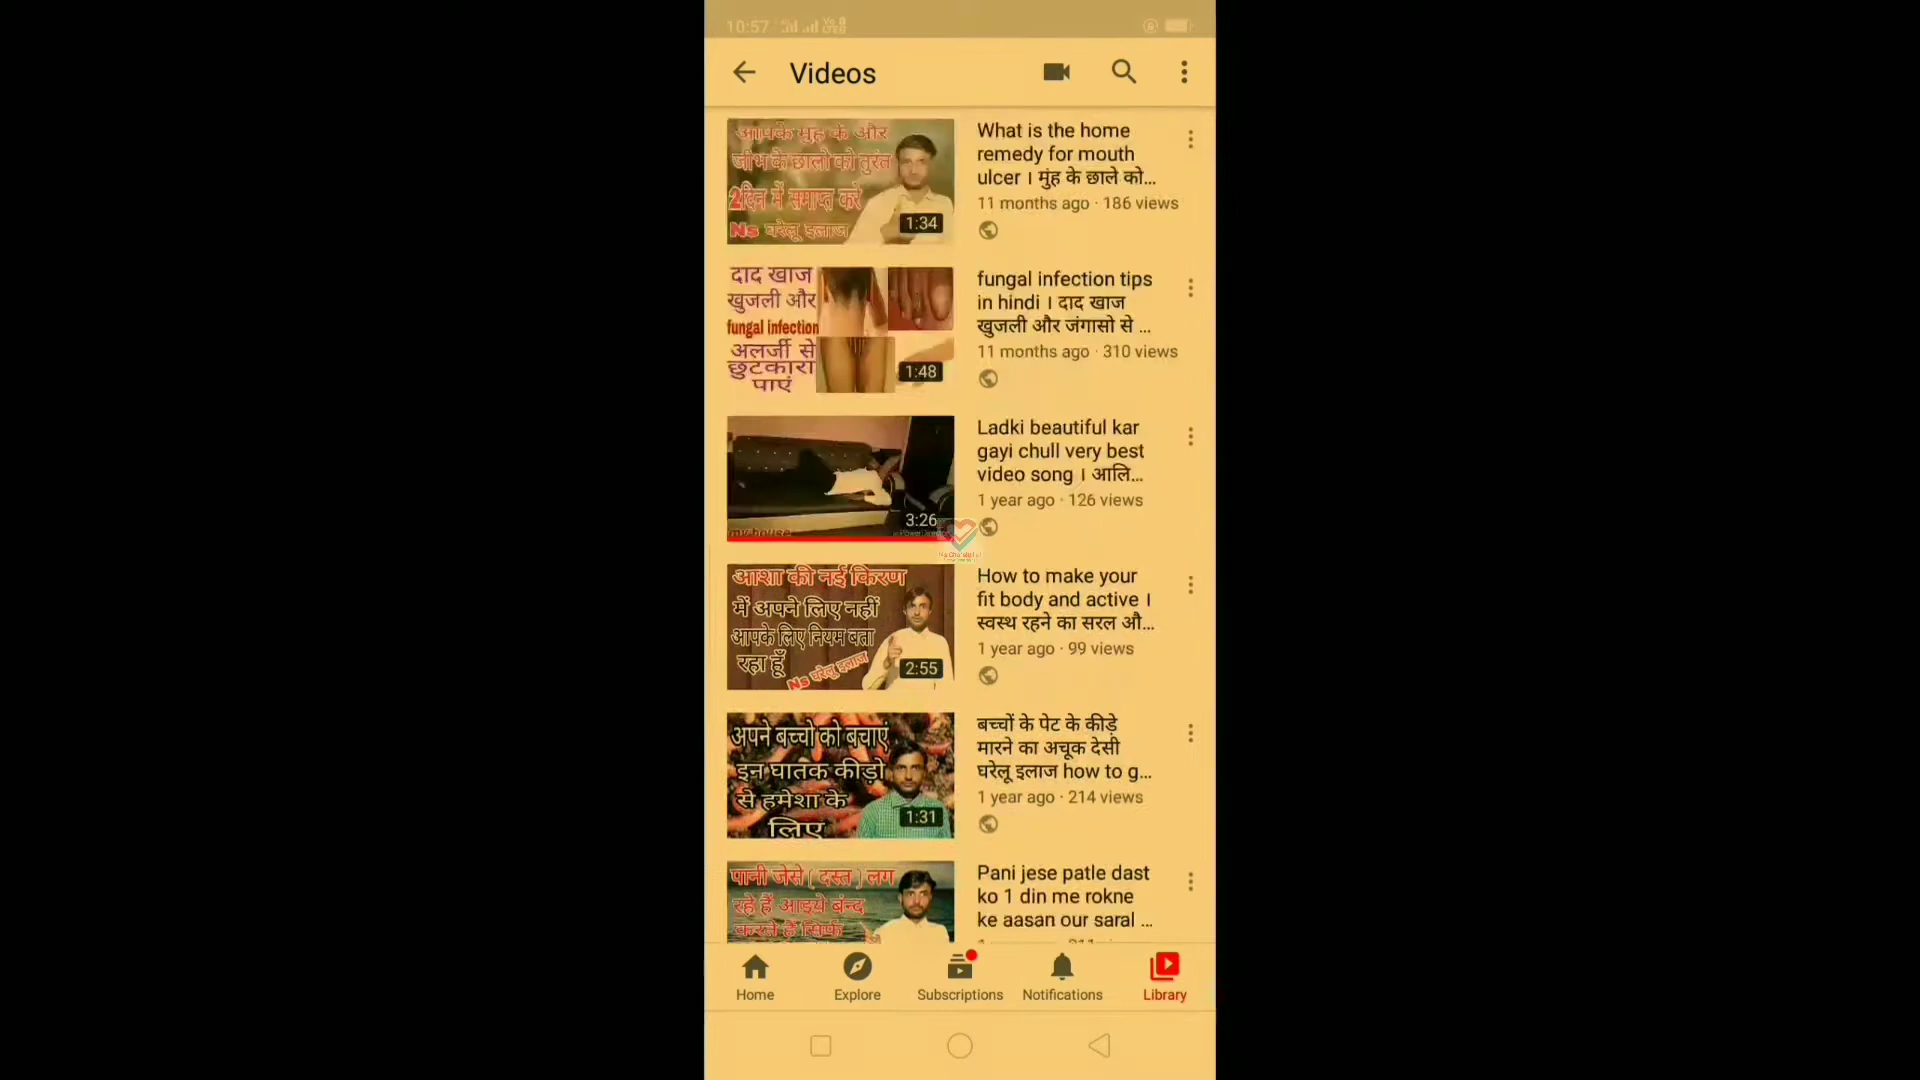 10:57
Videos
आपके मुंह के और
जीभ के छालो को तुरंत
2दिन में समाप्त करे
Ns घरेलू इलाज
1:34
What is the home
remedy for mouth
ulcer । मुंह के छाले को...
11 months ago · 186 views
दाद खाज
खुजली और
fungal infection
अलर्जी से
छुटकारा
पाएं
1:48
fungal infection tips
in hindi । दाद खाज
खुजली और जंगासो से ...
11 months ago · 310 views
my house
3:26
Ladki beautiful kar
gayi chull very best
video song । आलि...
1 year ago · 126 views
आशा की नई किरण
में अपने लिए नहीं
आपके लिए नियम बता
रहा हूँ
Ns घरेलू इलाज
2:55
How to make your
fit body and active ।
स्वस्थ रहने का सरल औ...
1 year ago · 99 views
अपने बच्चो को बचाएं
इन घातक कीड़ो
से हमेशा के
लिए
1:31
बच्चों के पेट के कीड़े
मारने का अचूक देसी
घरेलू इलाज how to g...
1 year ago · 214 views
पानी जेसे ( दस्त ) लग
रहे हैं आइये बंन्द
करते हैं सिर्फ
Pani jese patle dast
ko 1 din me rokne
ke aasan our saral ...
Home
Explore
Subscriptions
Notifications
Library